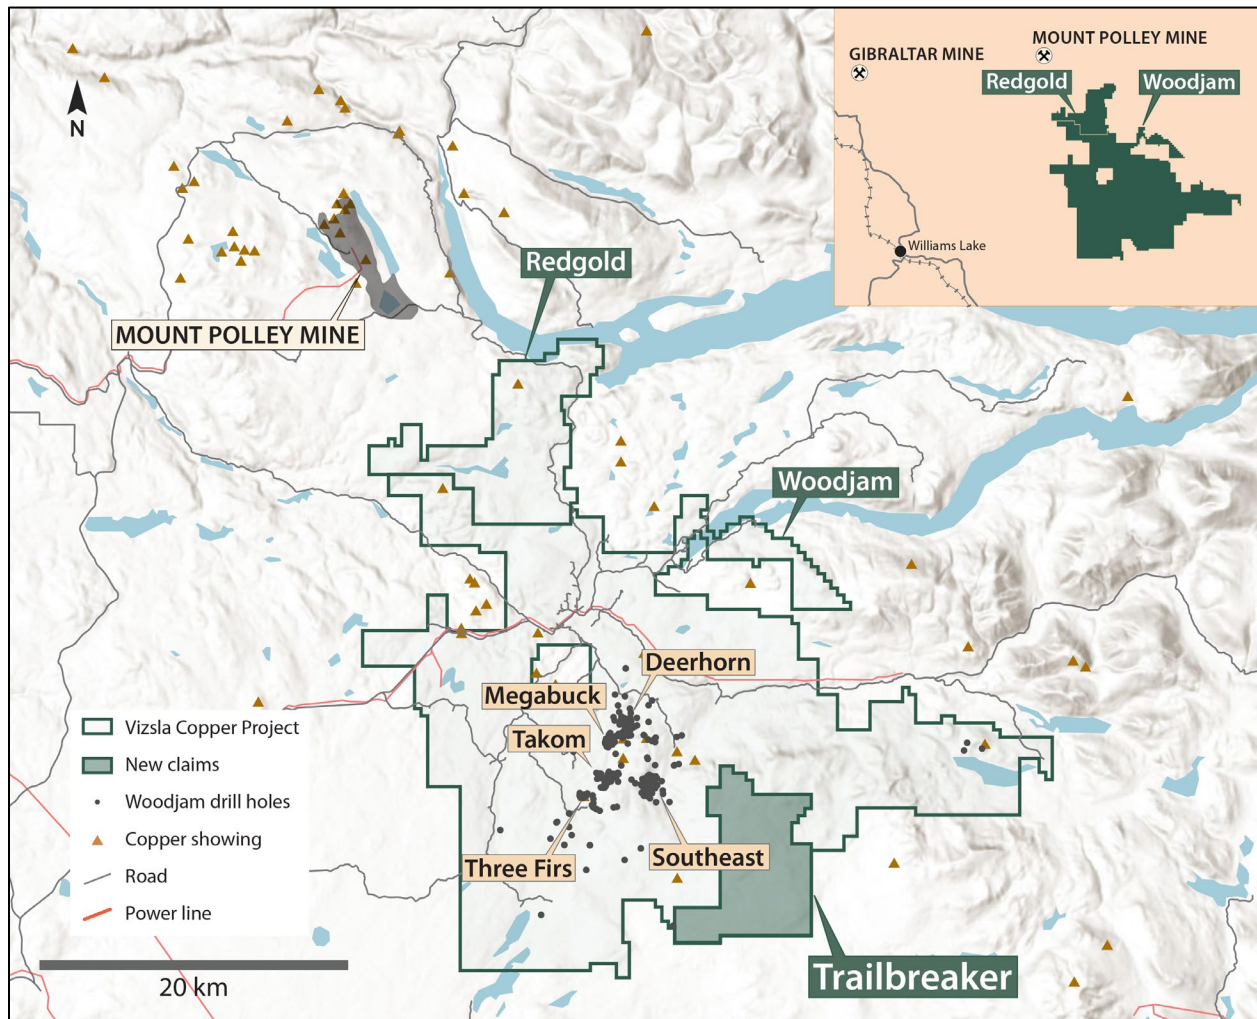 N
GIBRALTAR MINE
MOUNT POLLEY MINE
Redgold
Woodjam
Williams Lake
Redgold
MOUNT POLLEY MINE
Woodjam
Deerhorn
Megabuck
Takom
Three Firs
Southeast
Trailbreaker
Vizsla Copper Project
New claims
Woodjam drill holes
Copper showing
Road
Power line
20 km